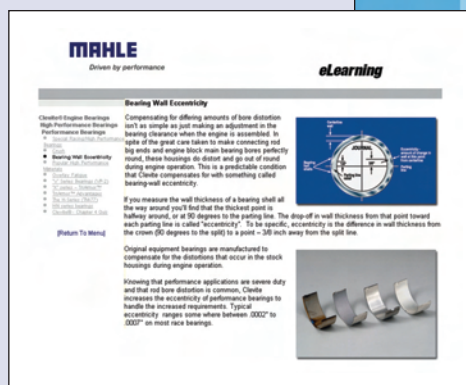 MAHLE
Driven by performance
eLearning
Clevite® Engine Bearings
High Performance Bearings
Performance Bearings
Bearing Wall Eccentricity
[Return To Menu]
Bearing Wall Eccentricity
Compensating for differing amounts of bore distortion
isn't as simple as just making an adjustment in the
bearing clearance when the engine is assembled. In
spite of the great care taken to make connecting rod
big ends and engine block main bearing bores perfectly
round, these housings do distort and go out of round
during engine operation. This is a predictable condition
that Clevite compensates for with something called
bearing-wall eccentricity.
If you measure the wall thickness of a bearing shell all
the way around you'll find that the thickest point is
halfway around, or at 90 degrees to the parting line. The drop-off in wall thickness from that point toward
each parting line is called "eccentricity". To be specific, eccentricity is the difference in wall thickness from
the crown (90 degrees to the split) to a point – 3/8 inch away from the split line.
Original equipment bearings are manufactured to
compensate for the distortions that occur in the stock
housings during engine operation.
Knowing that performance applications are severe duty
and that rod bore distortion is common, Clevite
increases the eccentricity of performance bearings to
handle the increased requirements. Typical
eccentricity ranges some where between .0002" to
.0007" on most race bearings.
JOURNAL